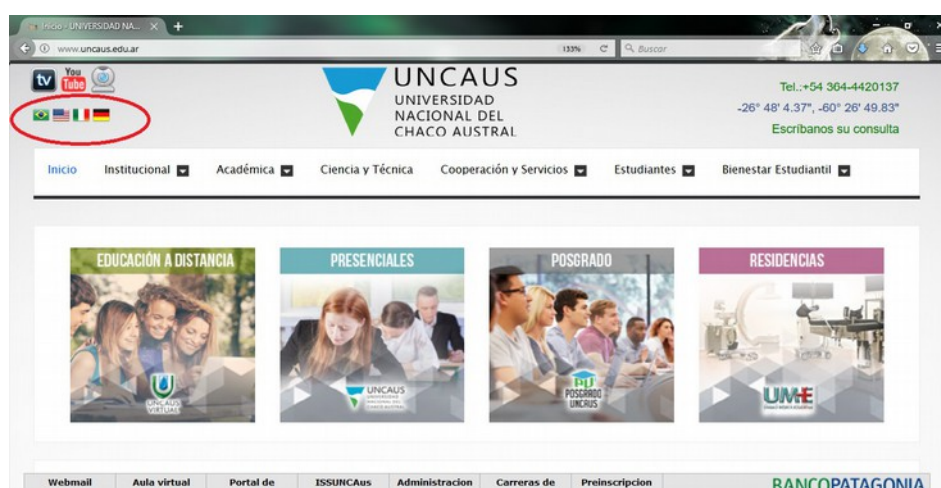 Inicio - UNIVERSIDAD NA...
www.uncaus.edu.ar
133%
Buscar
tv
You
Tube
UNCAUS
UNIVERSIDAD
NACIONAL DEL
CHACO AUSTRAL
Tel.:+54 364-4420137
-26° 48' 4.37", -60° 26' 49.83"
Escríbanos su consulta
Inicio Institucional Académica Ciencia y Técnica Cooperación y Servicios Estudiantes Bienestar Estudiantil
EDUCACIÓN A DISTANCIA
UNCAUS
VIRTUAL
PRESENCIALES
UNCAUS
UNIVERSIDAD
NACIONAL DEL
CHACO AUSTRAL
POSGRADO
PU
POSGRADO
UNCAUS
RESIDENCIAS
Webmail Aula virtual Portal de ISSUNCAus Administracion Carreras de Preinscripcion
BANCOPATAGONIA